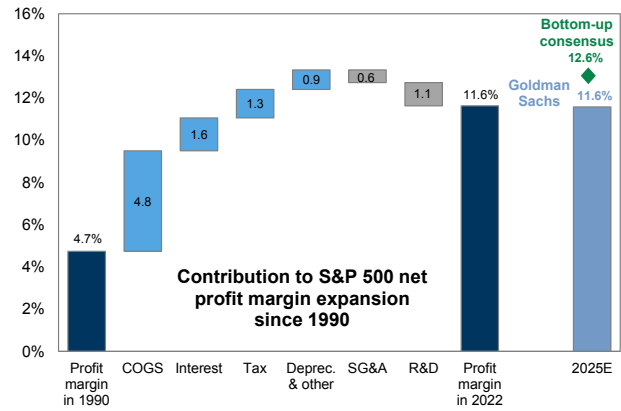 16%
14%
12%
10%
8%
6%
4%
2%
0%
Bottom-up
consensus
12.6%
Goldman
Sachs
11.6%
11.6%
0.9
0.6
1.1
1.3
1.6
4.8
4.7%
Contribution to S&P 500 net
profit margin expansion
since 1990
Profit
margin
in 1990
COGS
Interest
Tax
Deprec.
& other
SG&A
R&D
Profit
margin
in 2022
2025E